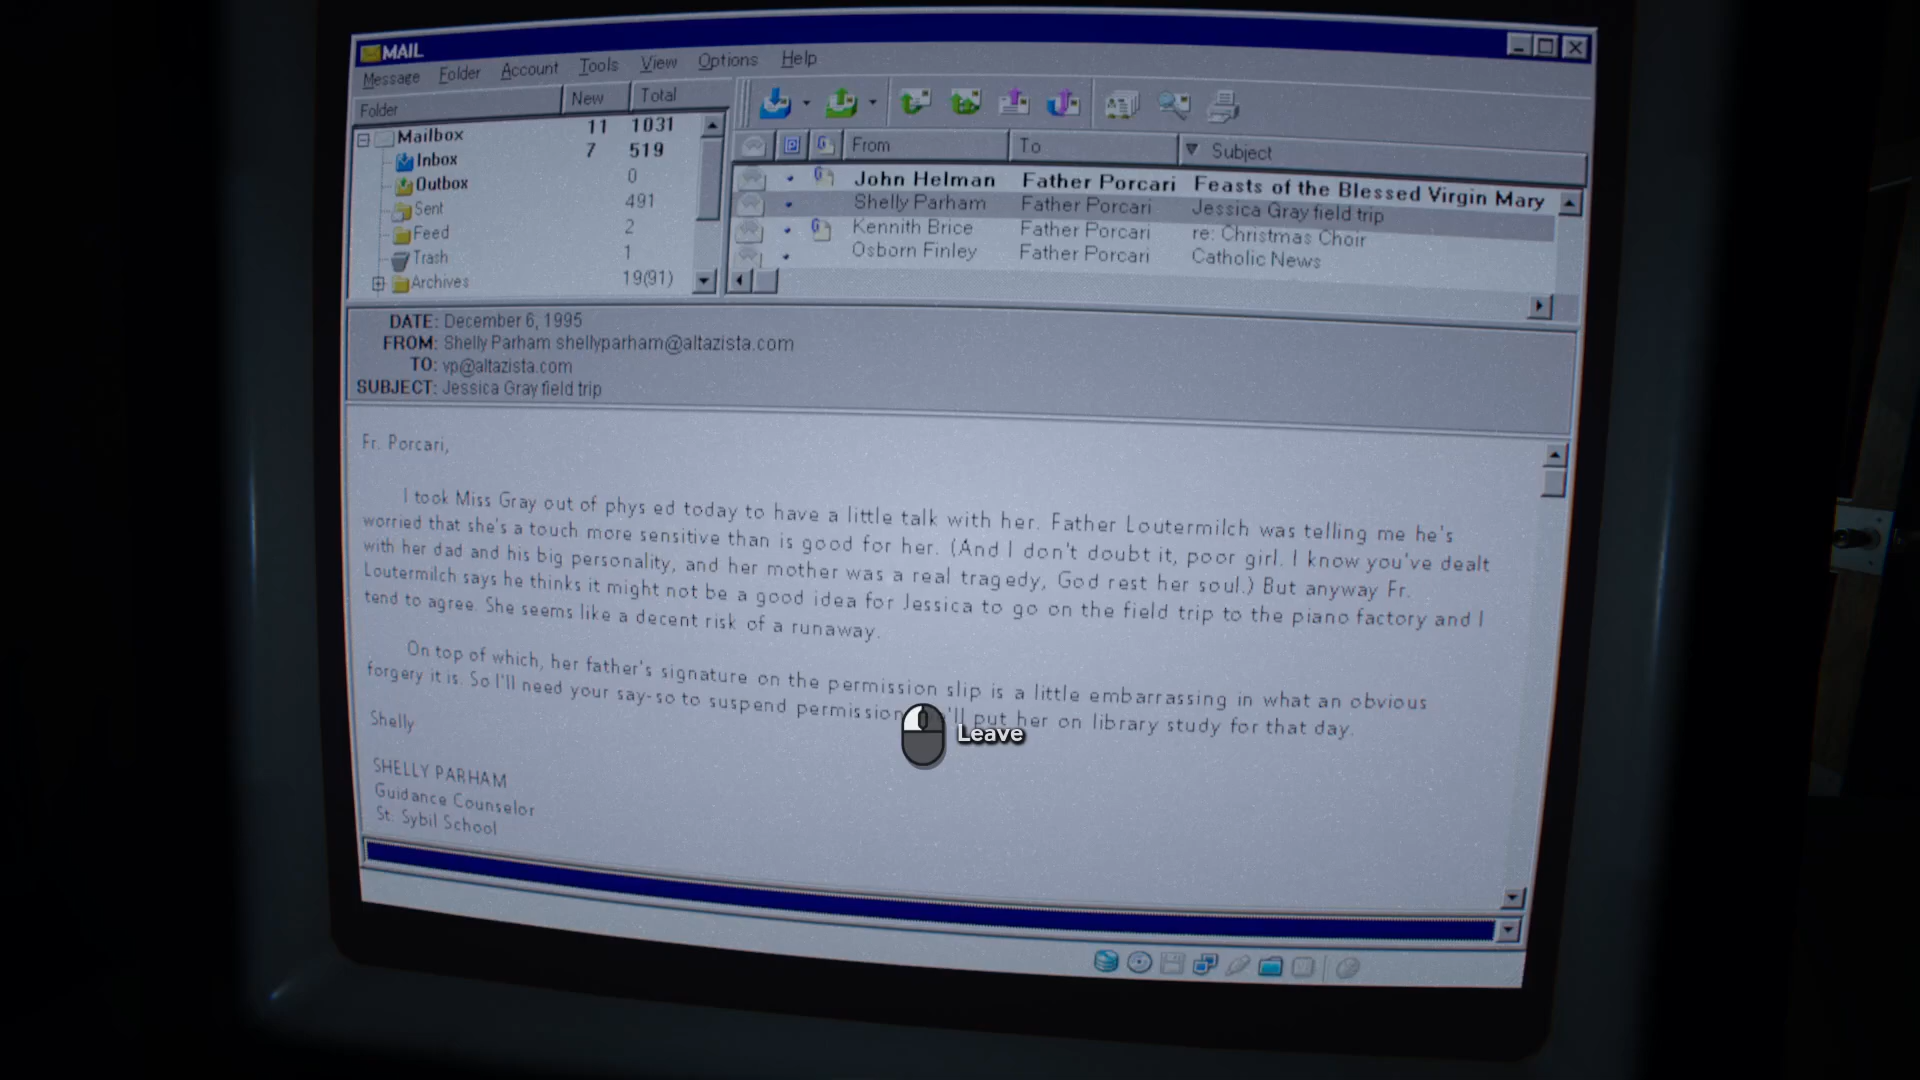 MAIL
Message Folder Account Tools View Options Help
Folder New Total
Mailbox 11 1031
Inbox 7 519
Outbox 0
Sent 491
Feed 2
Trash 1
Archives 19(91)
From To Subject
John Helman Father Porcari Feasts of the Blessed Virgin Mary
Shelly Parham Father Porcari Jessica Gray field trip
Kennith Brice Father Porcari re: Christmas Choir
Osborn Finley Father Porcari Catholic News
DATE: December 6, 1995
FROM: Shelly Parham shellyparham@altazista.com
TO: vp@altazista.com
SUBJECT: Jessica Gray field trip
Fr. Porcari,
I took Miss Gray out of phys ed today to have a little talk with her. Father Loutermilch was telling me he's
worried that she's a touch more sensitive than is good for her. (And I don't doubt it, poor girl. I know you've dealt
with her dad and his big personality, and her mother was a real tragedy, God rest her soul.) But anyway Fr.
Loutermilch says he thinks it might not be a good idea for Jessica to go on the field trip to the piano factory and I
tend to agree. She seems like a decent risk of a runaway.
On top of which, her father's signature on the permission slip is a little embarrassing in what an obvious
forgery it is. So I'll need your say-so to suspend permission 'll put her on library study for that day.
Leave
Shelly
SHELLY PARHAM
Guidance Counselor
St. Sybil School